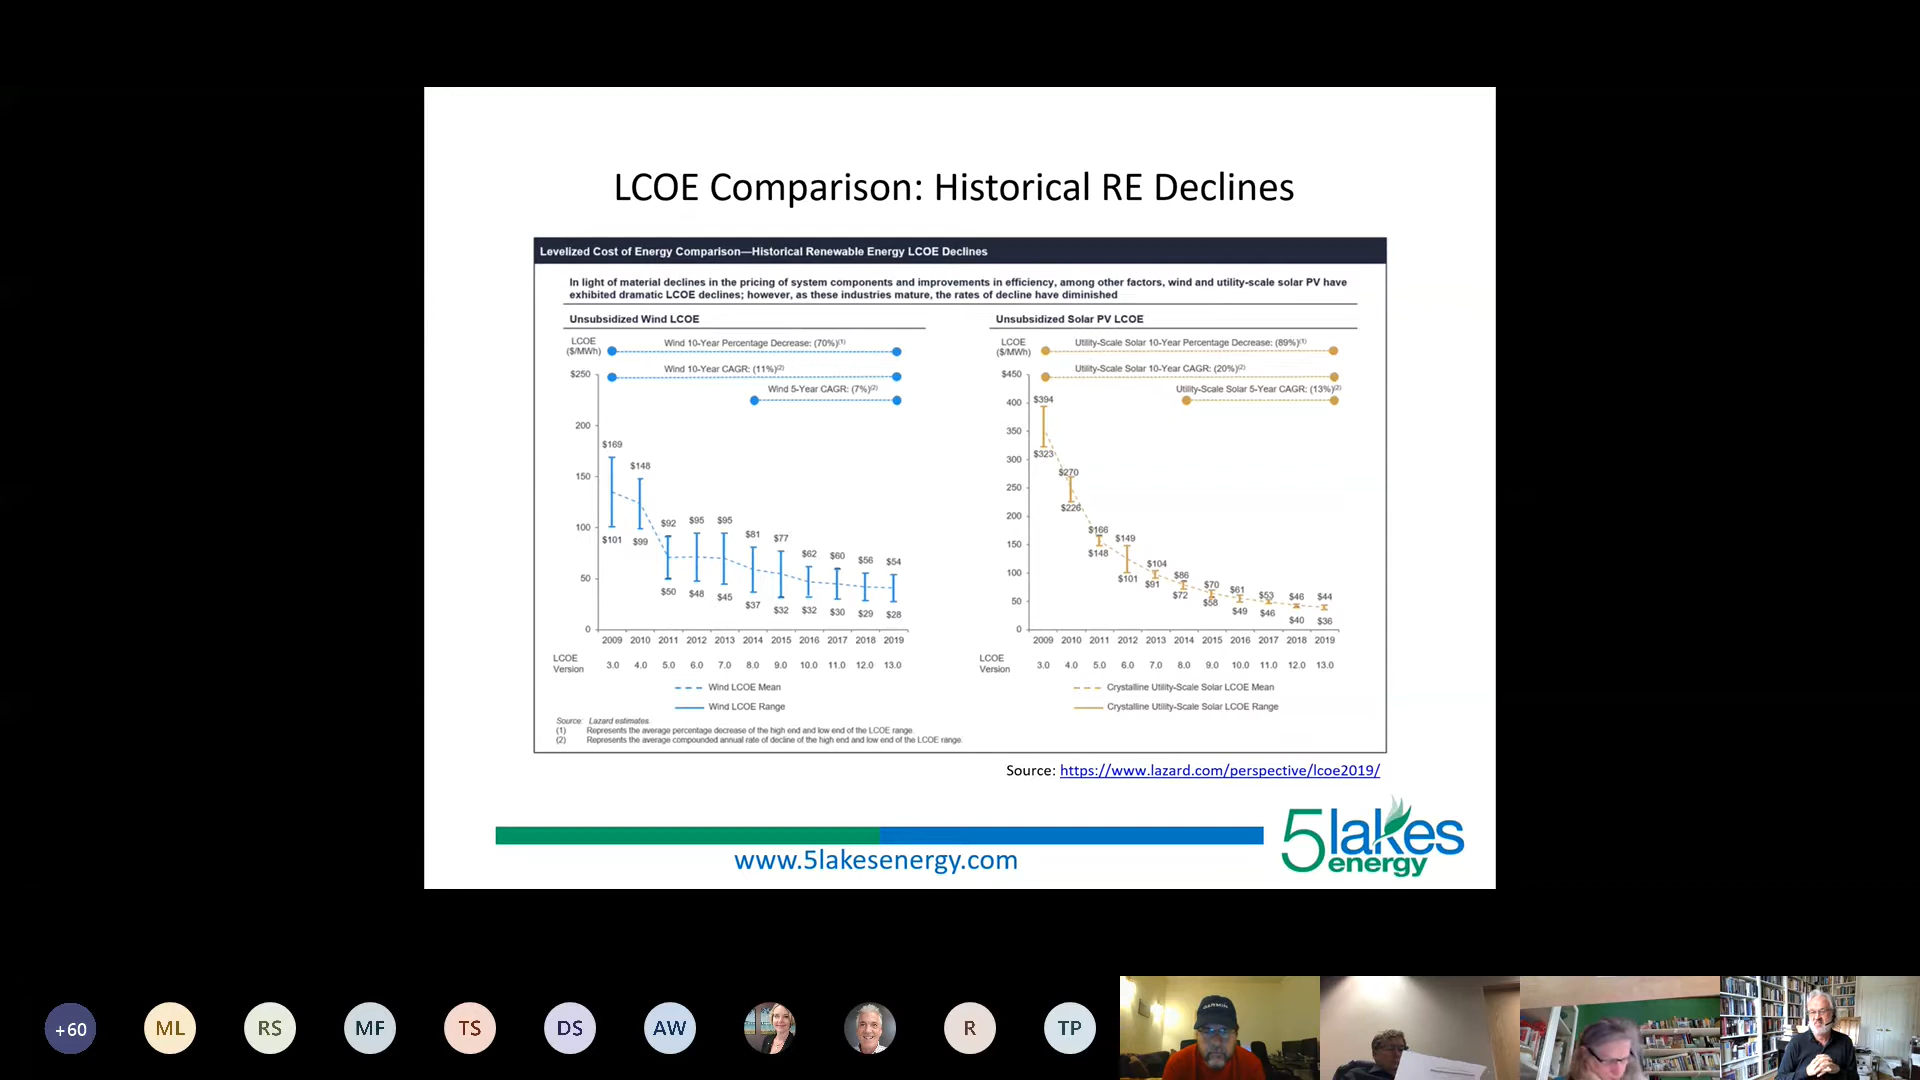 LCOE Comparison: Historical RE Declines
Levelized Cost of Energy Comparison—Historical Renewable Energy LCOE Declines
In light of material declines in the pricing of system components and improvements in efficiency, among other factors, wind and utility-scale solar PV have
exhibited dramatic LCOE declines; however, as these industries mature, the rates of decline have diminished
Unsubsidized Wind LCOE
LCOE
($/MWh)
Wind 10-Year Percentage Decrease: (70%)(1)
Wind 10-Year CAGR: (11%)(2)
Wind 5-Year CAGR: (7%)(2)
$250
200
150
100
50
0
$169
$148
$92
$95
$95
$81
$77
$62
$60
$56
$54
$101
$99
$50
$48
$45
$37
$32
$32
$30
$29
$28
2009 2010 2011 2012 2013 2014 2015 2016 2017 2018 2019
LCOE
Version
3.0 4.0 5.0 6.0 7.0 8.0 9.0 10.0 11.0 12.0 13.0
Wind LCOE Mean
Wind LCOE Range
Unsubsidized Solar PV LCOE
LCOE
($/MWh)
Utility-Scale Solar 10-Year Percentage Decrease: (89%)(1)
Utility-Scale Solar 10-Year CAGR: (20%)(2)
Utility-Scale Solar 5-Year CAGR: (13%)(2)
$450
400
350
300
250
200
150
100
50
0
$394
$323
$270
$226
$166
$148
$149
$101
$104
$91
$86
$72
$70
$58
$61
$49
$53
$46
$46
$40
$44
$36
2009 2010 2011 2012 2013 2014 2015 2016 2017 2018 2019
LCOE
Version
3.0 4.0 5.0 6.0 7.0 8.0 9.0 10.0 11.0 12.0 13.0
Crystalline Utility-Scale Solar LCOE Mean
Crystalline Utility-Scale Solar LCOE Range
Source: Lazard estimates.
(1) Represents the average percentage decrease of the high end and low end of the LCOE range.
(2) Represents the average compounded annual rate of decline of the high end and low end of the LCOE range.
Source: https://www.lazard.com/perspective/lcoe2019/
www.5lakesenergy.com
5lakes
energy
+60 ML RS MF TS DS AW R TP